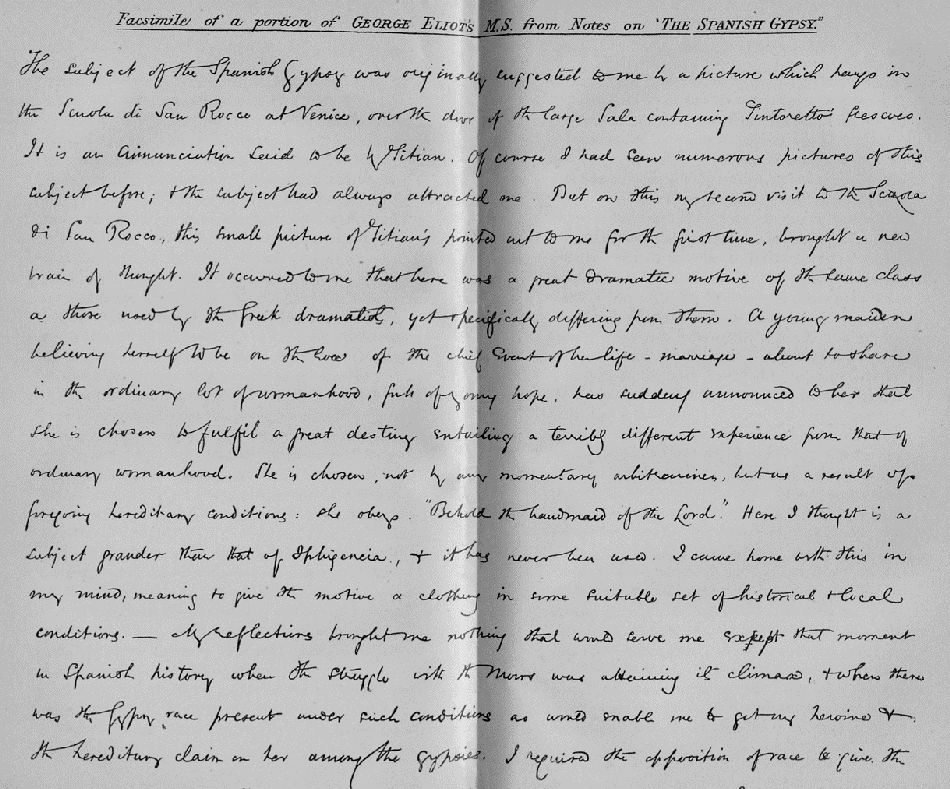 Facsimile of a portion of GEORGE ELIOT'S M.S. from Notes on "THE SPANISH GYPSY."
The subject of the Spanish Gypsy was originally suggested to me by a picture which hangs in
the Scuola di San Rocco at Venice, over the door of the large Sala containing Tintoretto's frescoes.
It is an Annunciation said to be by Titian. Of course I had seen numerous pictures of this
subject before; & the subject had always attracted me. But on this my second visit to the Scuola
di San Rocco, this small picture of Titian's pointed out to me for the first time, brought a new
train of thought. It occurred to me that here was a great dramatic motive of the same class
as those used by the Greek dramatists, yet specifically differing from them. A young maiden
believing herself to be on the eve of the chief event of her life - marriage - about to share
in the ordinary lot of womanhood, full of young hope, has suddenly announced to her that
she is chosen to fulfil a great destiny entailing a terribly different experience from that of
ordinary womanhood. She is chosen, not by any momentary arbitrariness, but as a result of
foregoing hereditary conditions: she obeys. "Behold the handmaid of the Lord." Here I thought is a
subject grander than that of Iphigencia, & it has never been used. I came home with this in
my mind, meaning to give the motive a clothing in some suitable set of historical & local
conditions. — My reflections brought me nothing that would serve me except that moment
in Spanish history when the struggle with the Moors was attaining its climax, & when there
was the Gypsy race present under such conditions as would enable me to get my heroine &
the hereditary claim on her among the gypsies. I required the opposition of race to give the